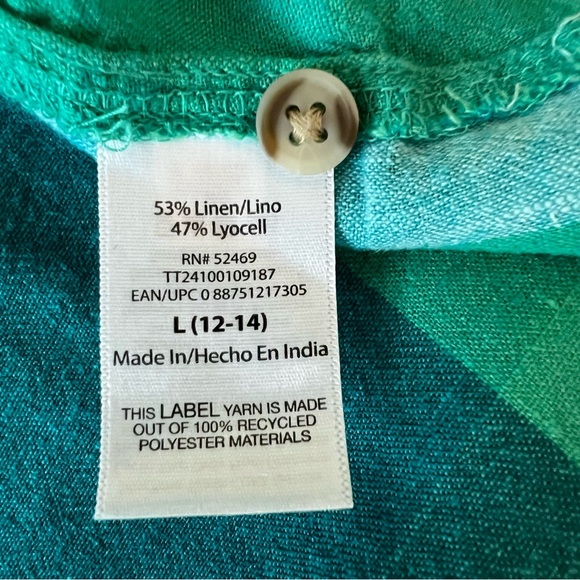 53% Linen/Lino
47% Lyocell
RN# 52469
TT24100109187
EAN/UPC 0 88751217305
L (12-14)
Made In/Hecho En India
THIS LABEL YARN IS MADE
OUT OF 100% RECYCLED
POLYESTER MATERIALS